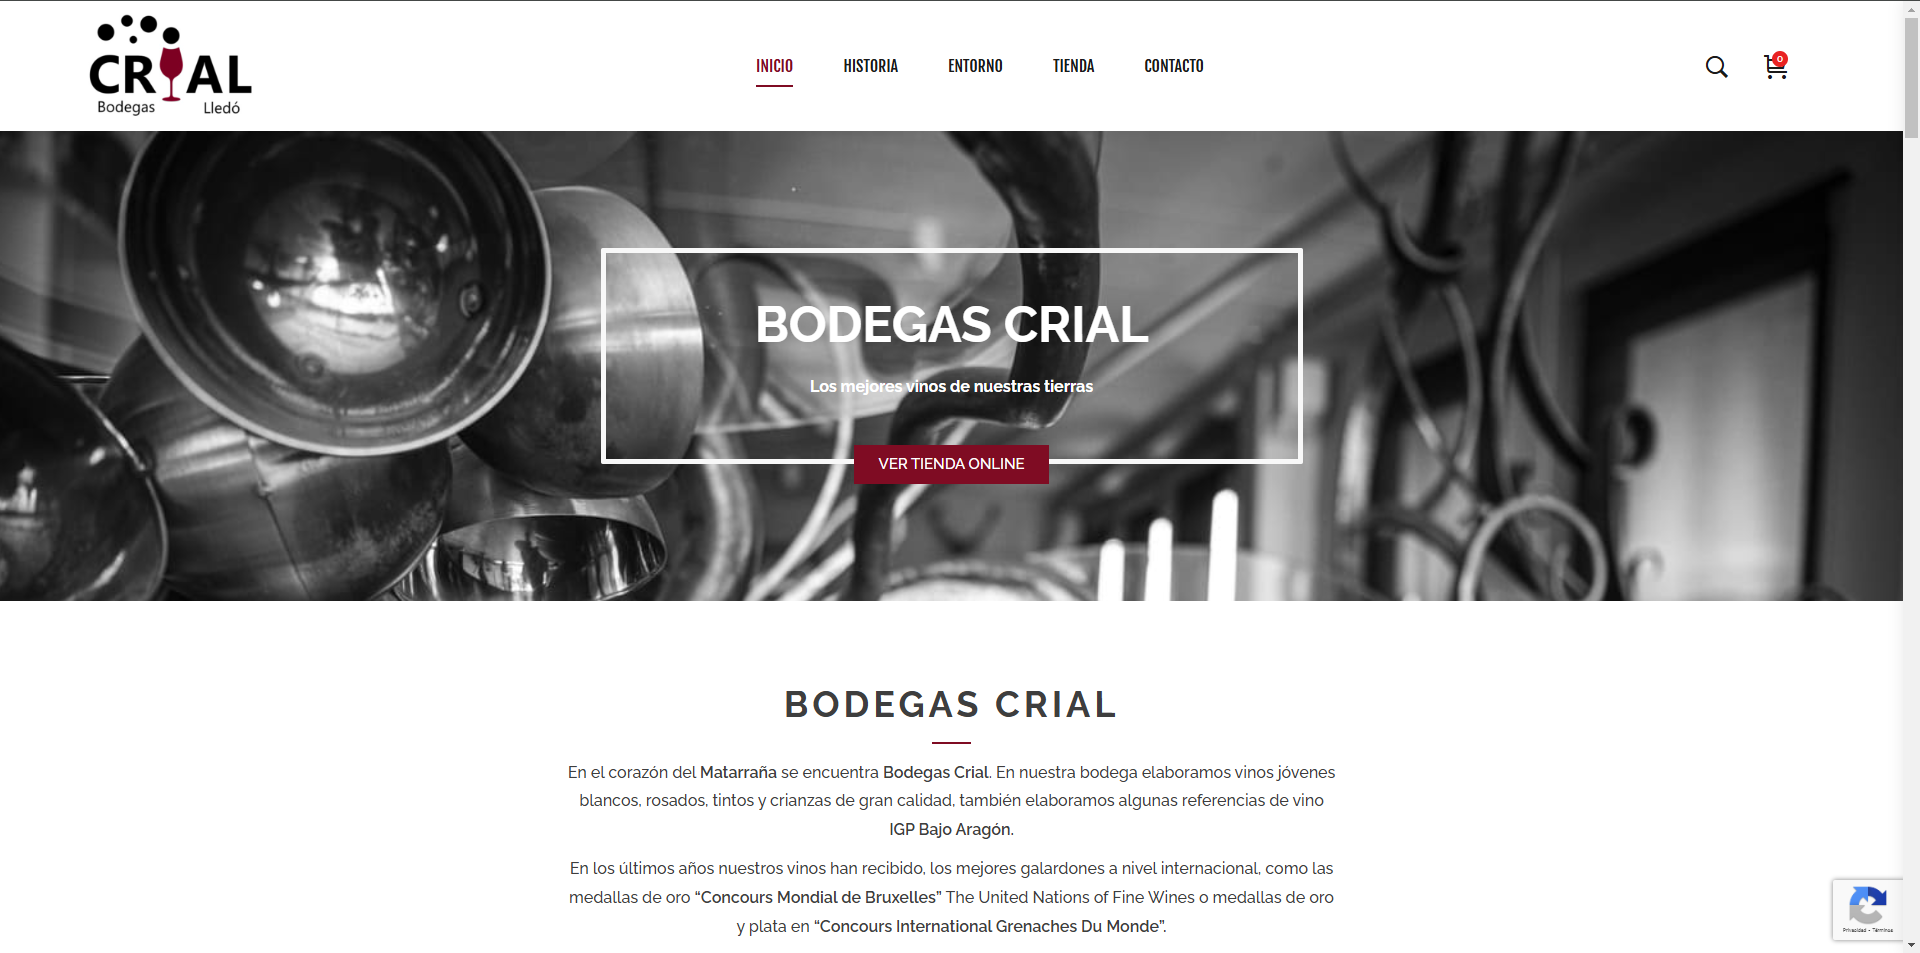 CRIAL
Bodegas Lledó
INICIO HISTORIA ENTORNO TIENDA CONTACTO
0
BODEGAS CRIAL
Los mejores vinos de nuestras tierras
VER TIENDA ONLINE
BODEGAS CRIAL
En el corazón del Matarraña se encuentra Bodegas Crial. En nuestra bodega elaboramos vinos jóvenes
blancos, rosados, tintos y crianzas de gran calidad, también elaboramos algunas referencias de vino
IGP Bajo Aragón.
En los últimos años nuestros vinos han recibido, los mejores galardones a nivel internacional, como las
medallas de oro “Concours Mondial de Bruxelles” The United Nations of Fine Wines o medallas de oro
y plata en “Concours International Grenaches Du Monde”.
Privacidad - Términos